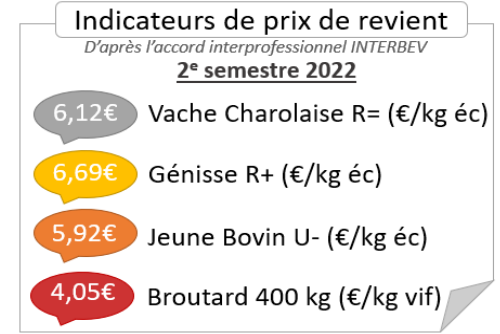 Indicateurs de prix de revient
D'après l'accord interprofessionnel INTERBEV
2e semestre 2022
6,12€ Vache Charolaise R= (€/kg éc)
6,69€ Génisse R+ (€/kg éc)
5,92€ Jeune Bovin U- (€/kg éc)
4,05€ Broutard 400 kg (€/kg vif)